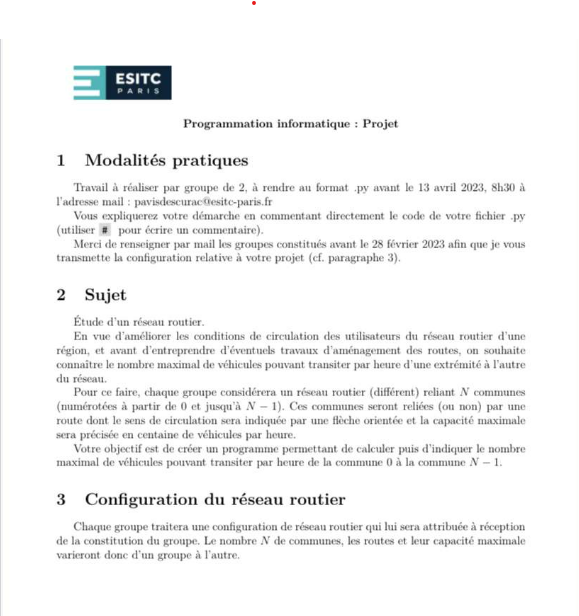 ESITC
PARIS
Programmation informatique : Projet
1 Modalités pratiques
Travail à réaliser par groupe de 2, à rendre au format .py avant le 13 avril 2023, 8h30 à
l'adresse mail : pavisdescurac@esitc-paris.fr
Vous expliquerez votre démarche en commentant directement le code de votre fichier .py
(utiliser # pour écrire un commentaire).
Merci de renseigner par mail les groupes constitués avant le 28 février 2023 afin que je vous
transmette la configuration relative à votre projet (cf. paragraphe 3).
2 Sujet
Étude d'un réseau routier.
En vue d'améliorer les conditions de circulation des utilisateurs du réseau routier d'une
région, et avant d'entreprendre d'éventuels travaux d'aménagement des routes, on souhaite
connaître le nombre maximal de véhicules pouvant transiter par heure d'une extrémité à l'autre
du réseau.
Pour ce faire, chaque groupe considérera un réseau routier (différent) reliant N communes
(numérotées à partir de 0 et jusqu'à N − 1). Ces communes seront reliées (ou non) par une
route dont le sens de circulation sera indiquée par une flèche orientée et la capacité maximale
sera précisée en centaine de véhicules par heure.
Votre objectif est de créer un programme permettant de calculer puis d'indiquer le nombre
maximal de véhicules pouvant transiter par heure de la commune 0 à la commune N − 1.
3 Configuration du réseau routier
Chaque groupe traitera une configuration de réseau routier qui lui sera attribuée à réception
de la constitution du groupe. Le nombre N de communes, les routes et leur capacité maximale
varieront donc d'un groupe à l'autre.